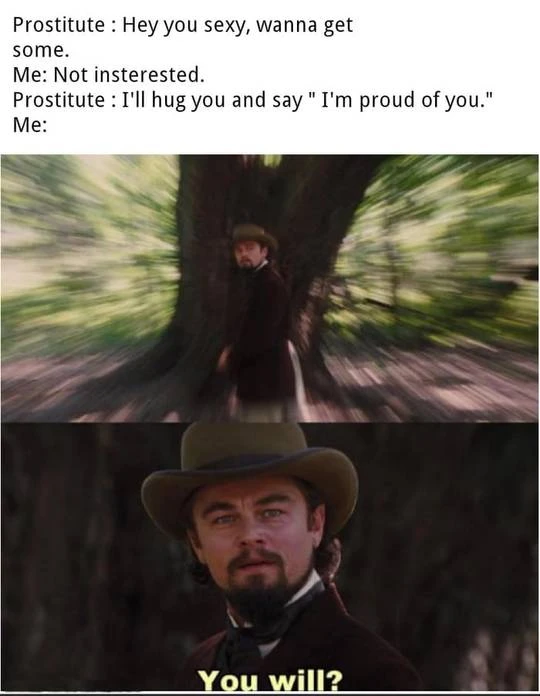 Prostitute : Hey you sexy, wanna get
some.
Me: Not insterested.
Prostitute : I'll hug you and say " I'm proud of you."
Me:
You will?